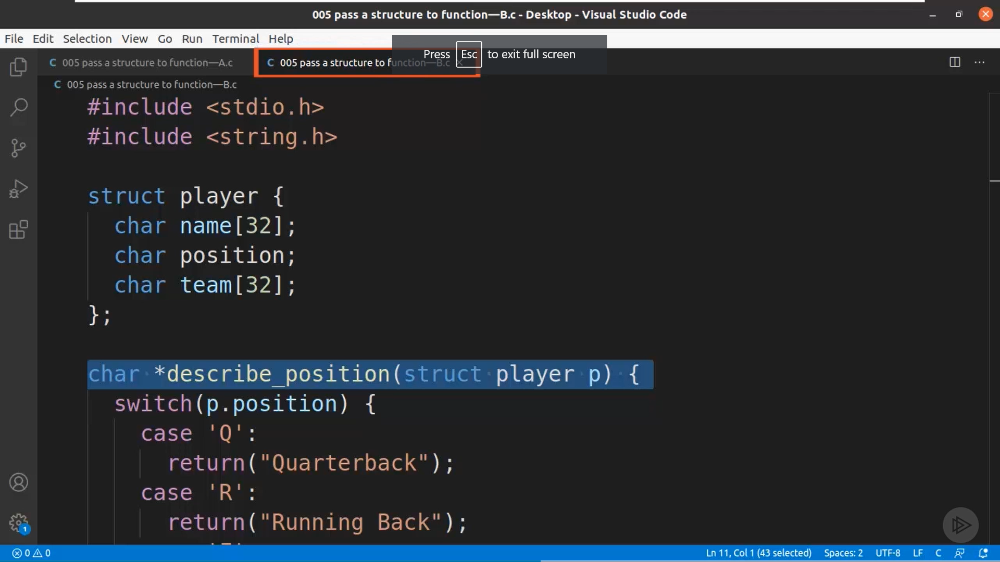 005 pass a structure to function—B.c - Desktop - Visual Studio Code
File Edit Selection View Go Run Terminal Help
Press Esc to exit full screen
005 pass a structure to function—A.c
005 pass a structure to function—B.c
005 pass a structure to function—B.c
#include <stdio.h>
#include <string.h>
struct player {
char name[32];
char position;
char team[32];
};
char *describe_position(struct player p) {
switch(p.position) {
case 'Q':
return("Quarterback");
case 'R':
return("Running Back");
1
0 0
Ln 11, Col 1 (43 selected) Spaces: 2 UTF-8 LF C